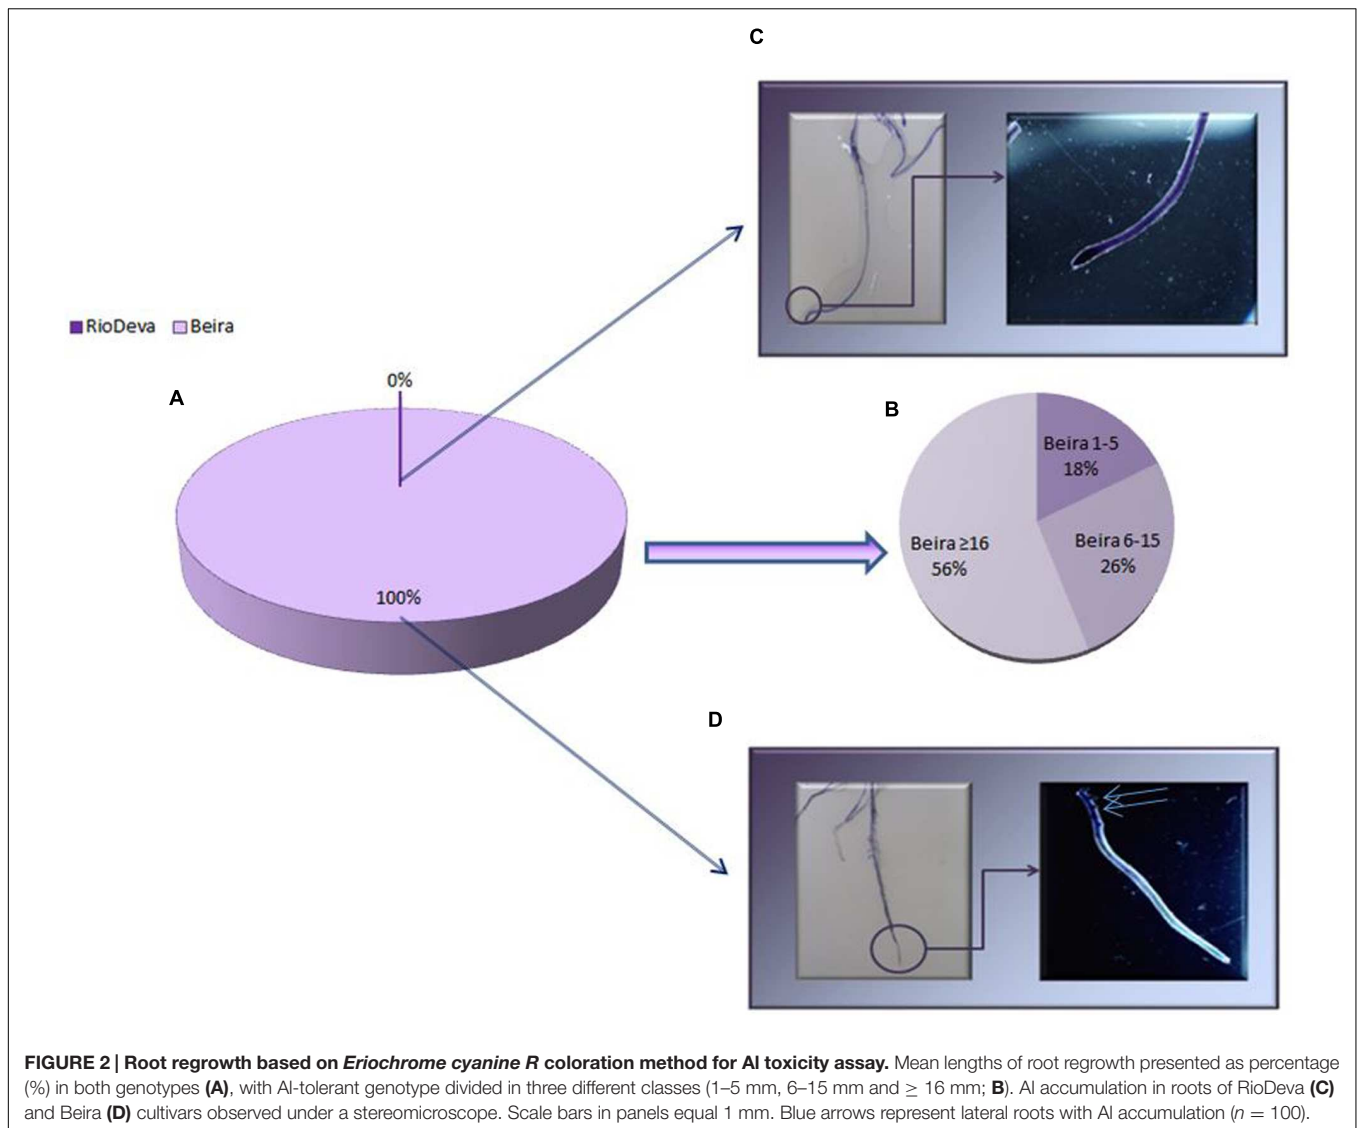 C
RioDeva Beira
0%
A
B
Beira 1-5
18%
Beira ≥16
56%
Beira 6-15
26%
100%
D
FIGURE 2 | Root regrowth based on Eriochrome cyanine R coloration method for Al toxicity assay. Mean lengths of root regrowth presented as percentage
(%) in both genotypes (A), with Al-tolerant genotype divided in three different classes (1–5 mm, 6–15 mm and ≥ 16 mm; B). Al accumulation in roots of RioDeva (C)
and Beira (D) cultivars observed under a stereomicroscope. Scale bars in panels equal 1 mm. Blue arrows represent lateral roots with Al accumulation (n = 100).